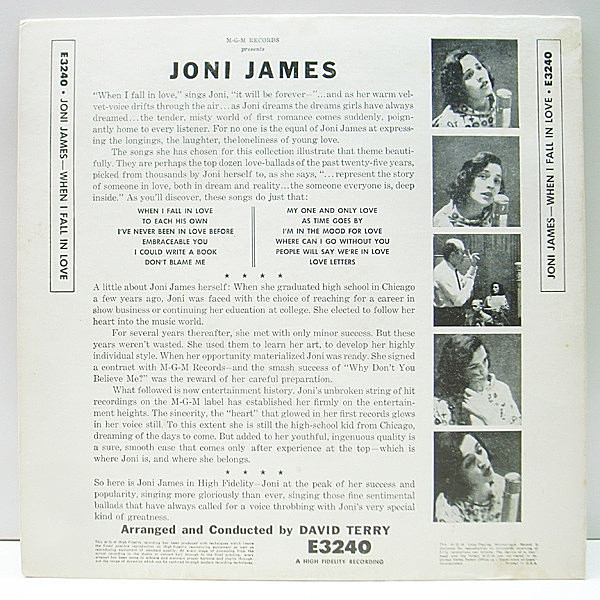 M-G-M RECORDS
presents
JONI JAMES
"When I fall in love," sings Joni, "it will be forever—"...and as her warm vel-
vet-voice drifts through the air...as Joni dreams the dreams girls have always
dreamed...the tender, misty world of first romance comes suddenly, poign-
antly home to every listener. For no one is the equal of Joni James at express-
ing the longings, the laughter, the loneliness of young love.
The songs she has chosen for this collection illustrate that theme beauti-
fully. They are perhaps the top dozen love-ballads of the past twenty-five years,
picked from thousands by Joni herself to, as she says, "...represent the story
of someone in love, both in dream and reality...the someone everyone is, deep
inside." As you'll discover, these songs do just that:
WHEN I FALL IN LOVE
TO EACH HIS OWN
I'VE NEVER BEEN IN LOVE BEFORE
EMBRACEABLE YOU
I COULD WRITE A BOOK
DON'T BLAME ME
MY ONE AND ONLY LOVE
AS TIME GOES BY
I'M IN THE MOOD FOR LOVE
WHERE CAN I GO WITHOUT YOU
PEOPLE WILL SAY WE'RE IN LOVE
LOVE LETTERS
★ ★ ★ ★
A little about Joni James herself: When she graduated high school in Chicago
a few years ago, Joni was faced with the choice of reaching for a career in
show business or continuing her education at college. She elected to follow her
heart into the music world.
For several years thereafter, she met with only minor success. But these
years weren't wasted. She used them to learn her art, to develop her highly
individual style. When her opportunity materialized Joni was ready. She signed
a contract with M-G-M Records—and the smash success of "Why Don't You
Believe Me?" was the reward of her careful preparation.
What followed is now entertainment history. Joni's unbroken string of hit
recordings on the M-G-M label has established her firmly on the entertain-
ment heights. The sincerity, the "heart" that glowed in her first records glows
in her voice still. To this extent she is still the high-school kid from Chicago,
dreaming of the days to come. But added to her youthful, ingenuous quality is
a sure, smooth case that comes only after experience at the top—which is
where Joni is, and where she belongs.
★ ★ ★ ★
So here is Joni James in High Fidelity—Joni at the peak of her success and
popularity, singing more gloriously than ever, singing those fine sentimental
ballads that have always called for a voice throbbing with Joni's very special
kind of greatness.
Arranged and Conducted by DAVID TERRY
E3240
A HIGH FIDELITY RECORDING
E3240 • JONI JAMES—WHEN I FALL IN LOVE
JONI JAMES—WHEN I FALL IN LOVE • E3240